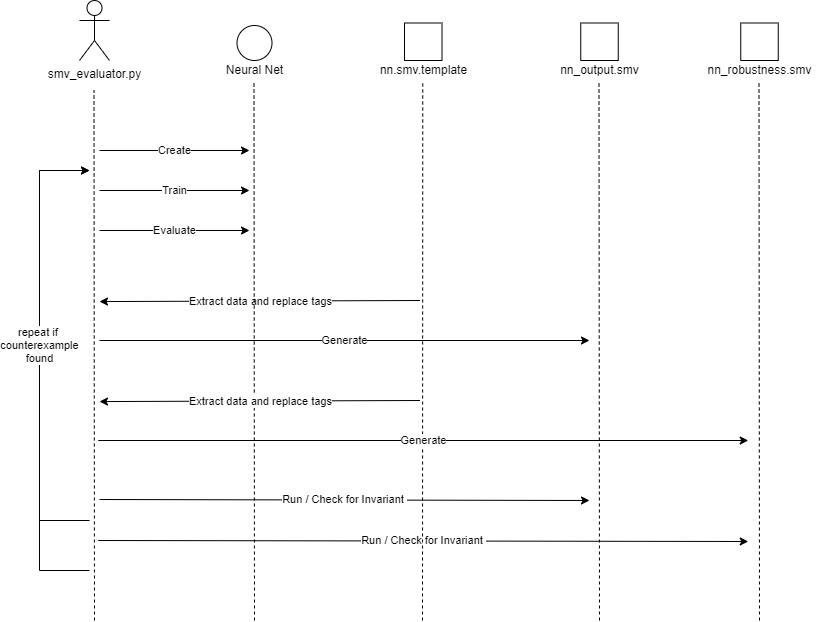 smv_evaluator.py
Neural Net
nn.smv.template
nn_output.smv
nn_robustness.smv
Create
Train
Evaluate
Extract data and replace tags
repeat if
counterexample
found
Generate
Extract data and replace tags
Generate
Run / Check for Invariant
Run / Check for Invariant